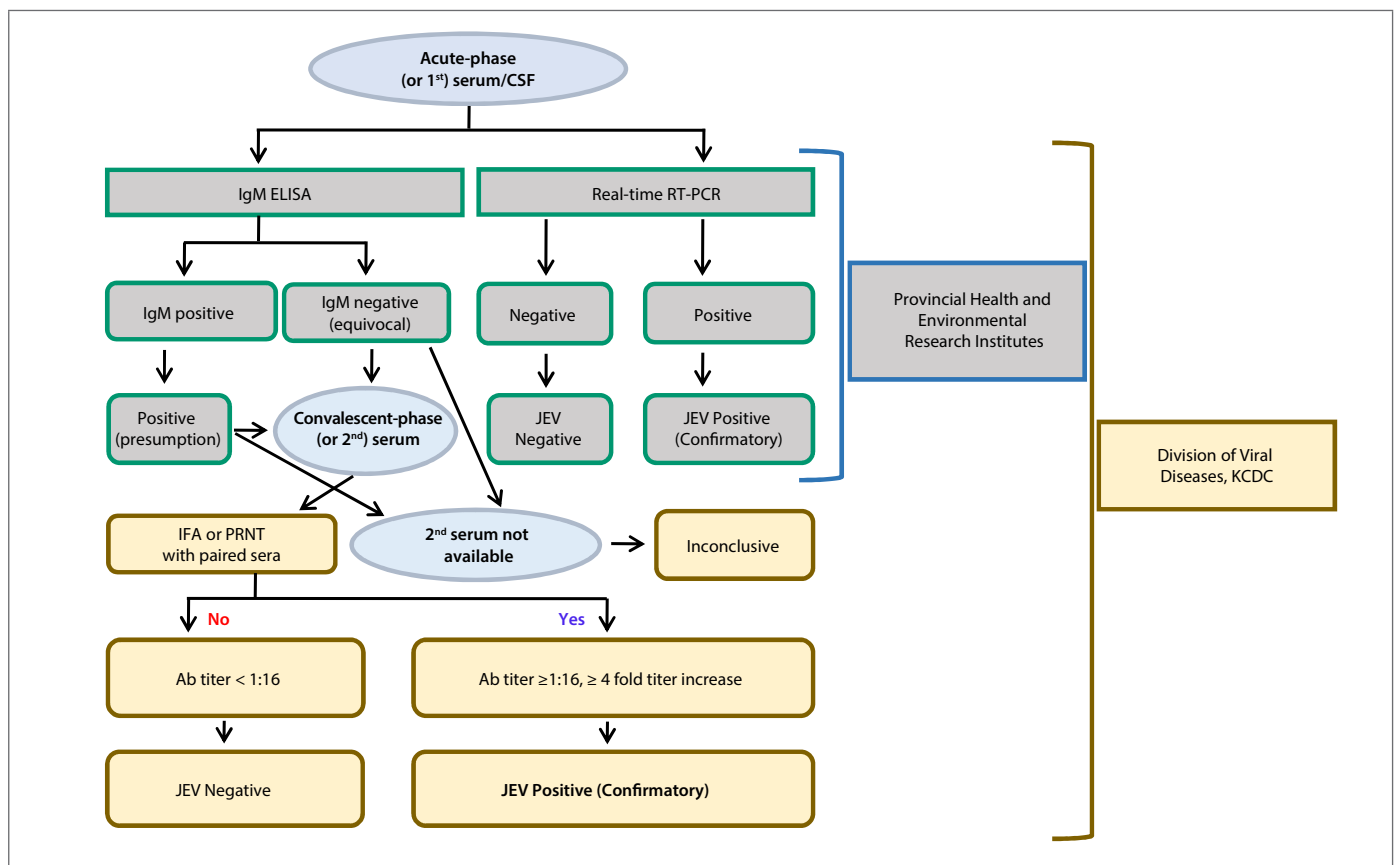 Acute-phase
(or 1st) serum/CSF
IgM ELISA
Real-time RT-PCR
IgM positive
IgM negative
(equivocal)
Negative
Positive
Provincial Health and
Environmental
Research Institutes
Positive
(presumption)
Convalescent-phase
(or 2nd) serum
JEV
Negative
JEV Positive
(Confirmatory)
Division of Viral
Diseases, KCDC
IFA or PRNT
with paired sera
2nd serum not
available
Inconclusive
No
Yes
Ab titer < 1:16
Ab titer ≥1:16, ≥ 4 fold titer increase
JEV Negative
JEV Positive (Confirmatory)